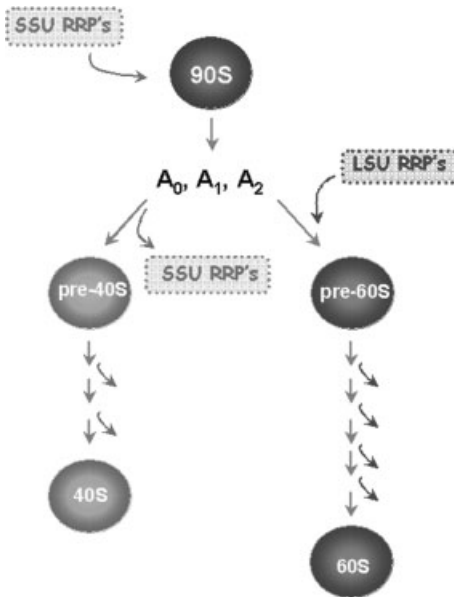 SSU RRP's
90S
LSU RRP's
A₀, A₁, A₂
SSU RRP's
pre-40S
pre-60S
40S
60S